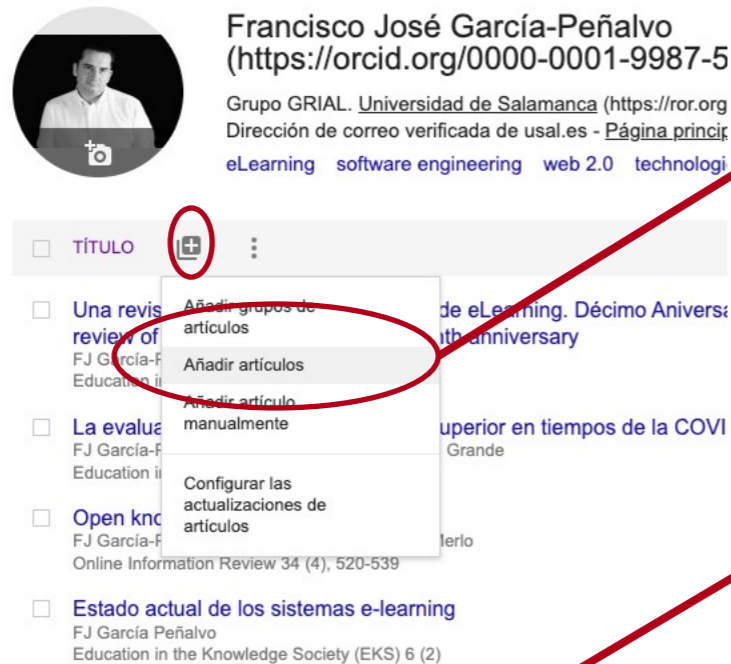 Francisco José García-Peñalvo
(https://orcid.org/0000-0001-9987-5
Grupo GRIAL. Universidad de Salamanca (https://ror.org
Dirección de correo verificada de usal.es - Página princip
eLearning software engineering web 2.0 technologi
TÍTULO
Añadir grupos de
artículos
Añadir artículos
Añadir artículo
manualmente
Configurar las
actualizaciones de
artículos
Una revis de eLearning. Décimo Aniversa
review of nth anniversary
FJ García-F
Education i
La evalua uperior en tiempos de la COVI
FJ García-F Grande
Education i
Open kno
FJ García-F Merlo
Online Information Review 34 (4), 520-539
Estado actual de los sistemas e-learning
FJ García Peñalvo
Education in the Knowledge Society (EKS) 6 (2)